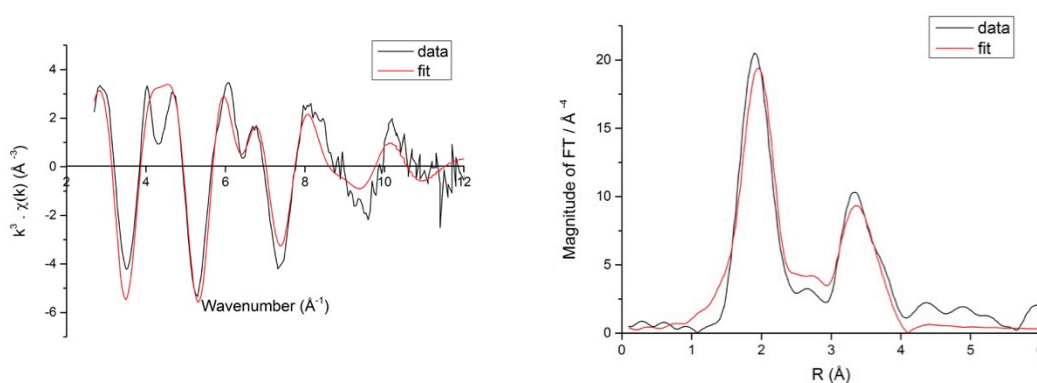 data
fit
k³ . χ(k) (Å⁻³)
4
2
0
-2
-4
-6
2
4
6
8
10
12
Wavenumber (Å⁻¹)
data
fit
Magnitude of FT / Å⁻⁴
20
15
10
5
0
0
1
2
3
4
5
R (Å)